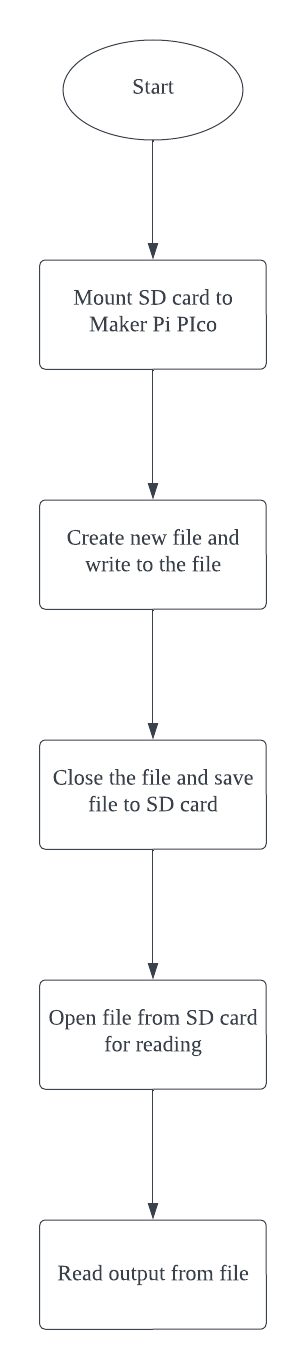 Start
Mount SD card to
Maker Pi PIco
Create new file and
write to the file
Close the file and save
file to SD card
Open file from SD card
for reading
Read output from file